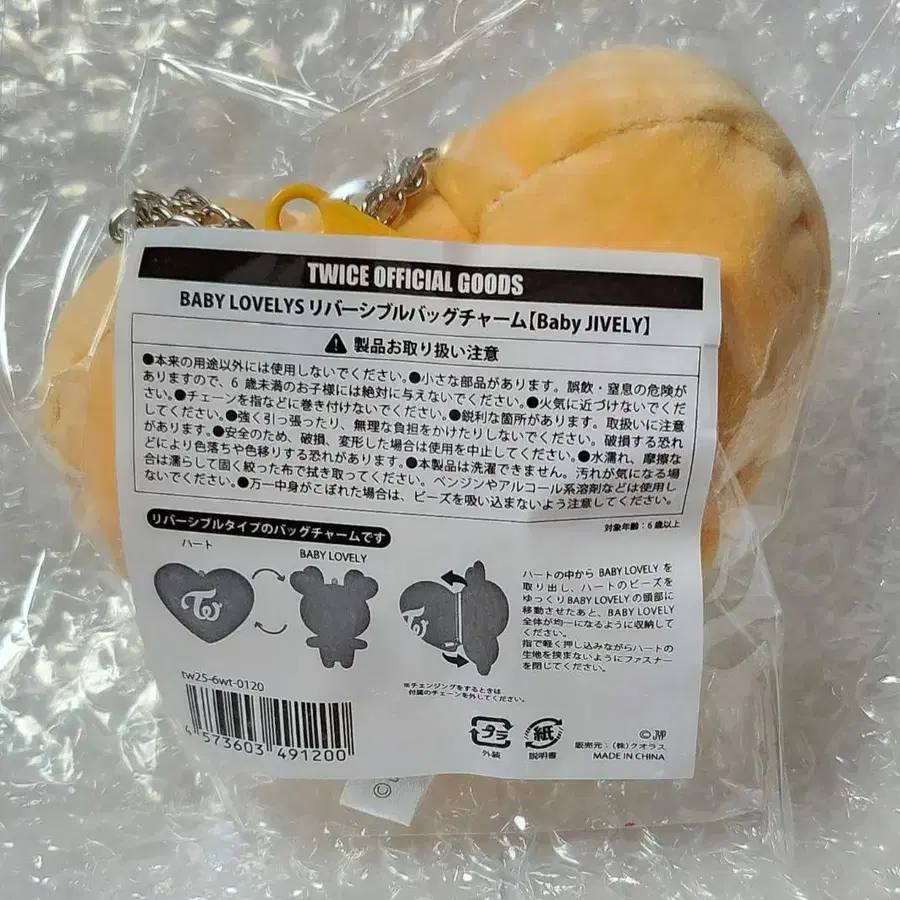 TWICE OFFICIAL GOODS
BABY LOVELYS リバーシブルバッグチャーム【Baby JIVELY】
製品お取り扱い注意
●本来の用途以外には使用しないでください。●小さな部品があります。誤飲・窒息の危険が
ありますので、6 歳未満のお子様には絶対に与えないでください。●火気に近づけないでくだ
さい。●チェーンを指などに巻き付けないでください。●鋭利な箇所があります。取扱いに注意
してください。●強く引っ張ったり、無理な負担をかけたりしないでください。破損する恐れ
があります。●安全のため、破損、変形した場合は使用を中止してください。●水濡れ、摩擦な
どにより色落ちや色移りする恐れがあります。●本製品は洗濯できません。汚れが気になる場
合は濡らして固く絞った布で拭き取ってください。ベンジンやアルコール系溶剤などは使用し
ないでください。●万一中身がこぼれた場合は、ビーズを吸い込まないよう注意してください。
対象年齢：6 歳以上
リバーシブルタイプのバッグチャームです
ハート
BABY LOVELY
ハートの中から BABY LOVELY を
取り出し、ハートのビーズを
ゆっくり BABY LOVELY の頭部に
移動させたあと、BABY LOVELY
全体が均一になるように収納して
ください。
指で軽く押し込みながらハートの
生地を挟まないようにファスナー
を閉じてください。
※チェンジングをするときは
付属のチェーンを外してください。
tw25-6wt-0120
4 573603 491200
プラ
外装
紙
説明書
© JYP
販売元：(株)クオラス
MADE IN CHINA